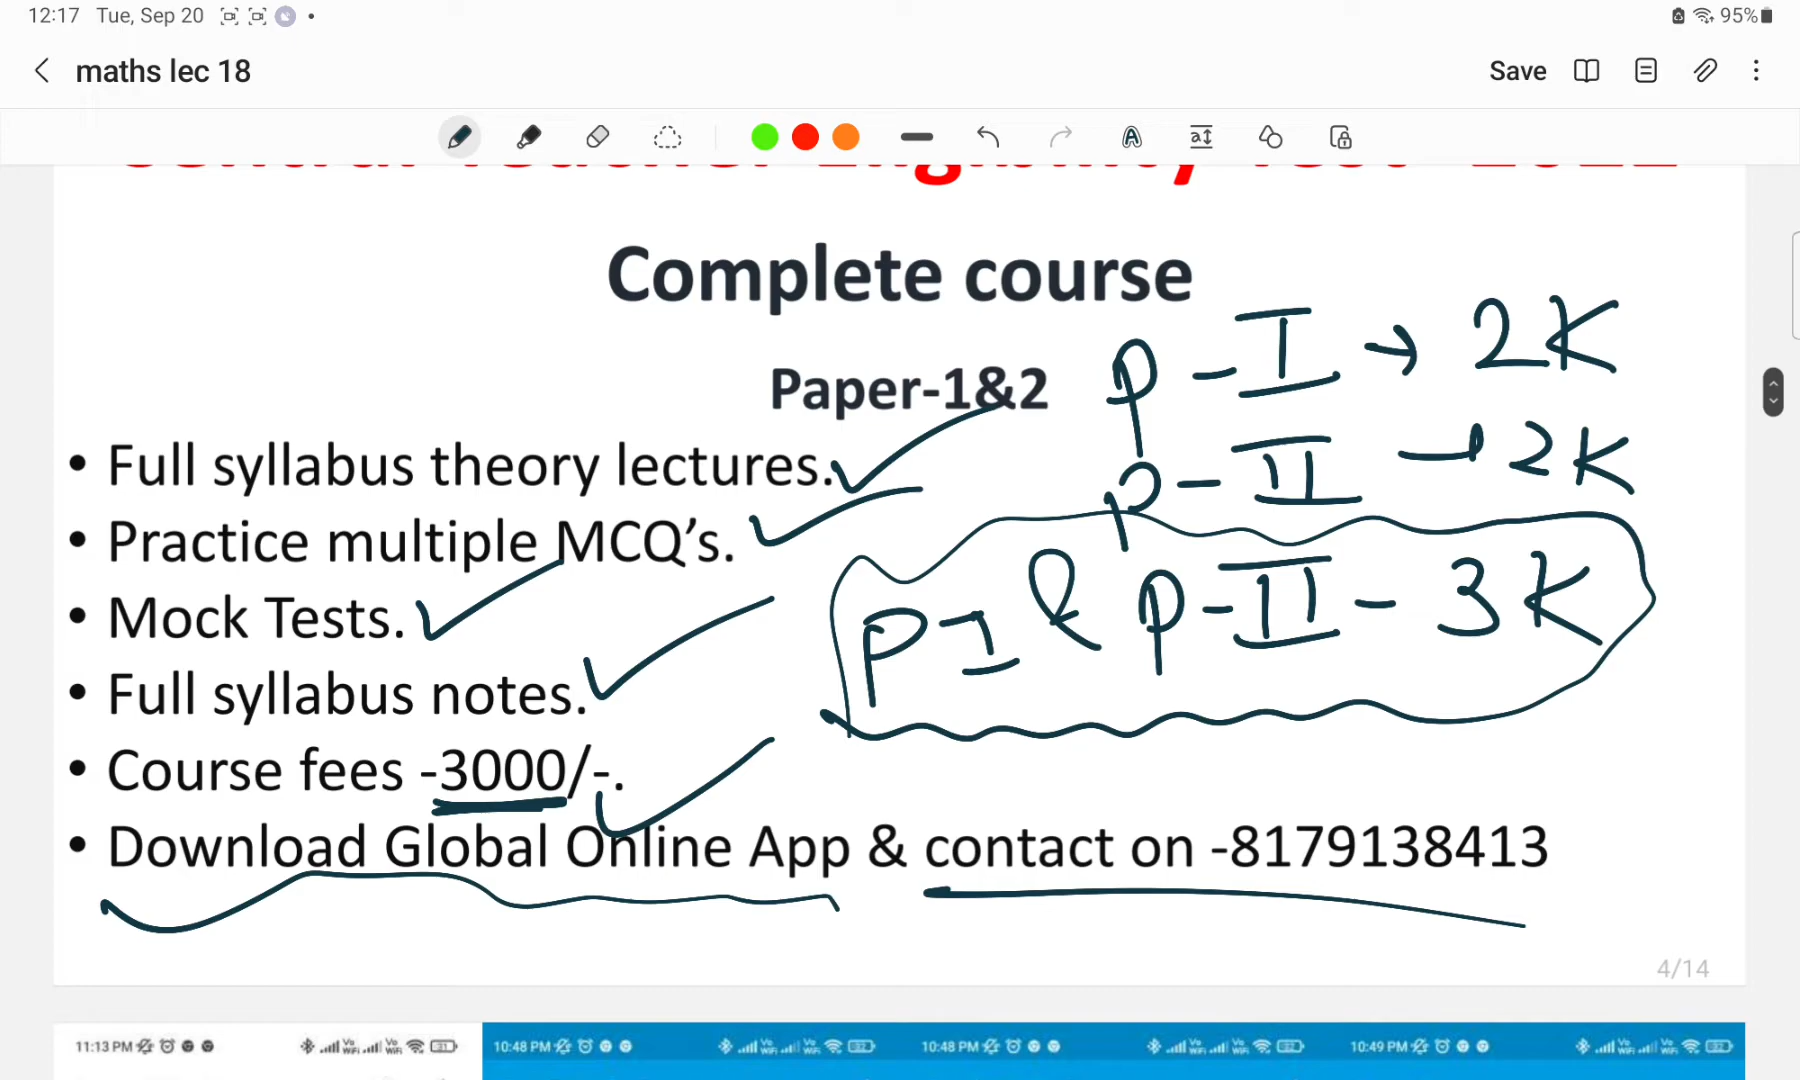 12:17 Tue, Sep 20
95%
maths lec 18
Save
Complete course
Paper-1&2
P - I → 2K
• Full syllabus theory lectures.
P - II → 2K
• Practice multiple MCQ’s.
P-I & P-II - 3K
• Mock Tests.
• Full syllabus notes.
• Course fees -3000/-.
• Download Global Online App & contact on -8179138413
4/14
11:13 PM
10:48 PM
10:48 PM
10:49 PM